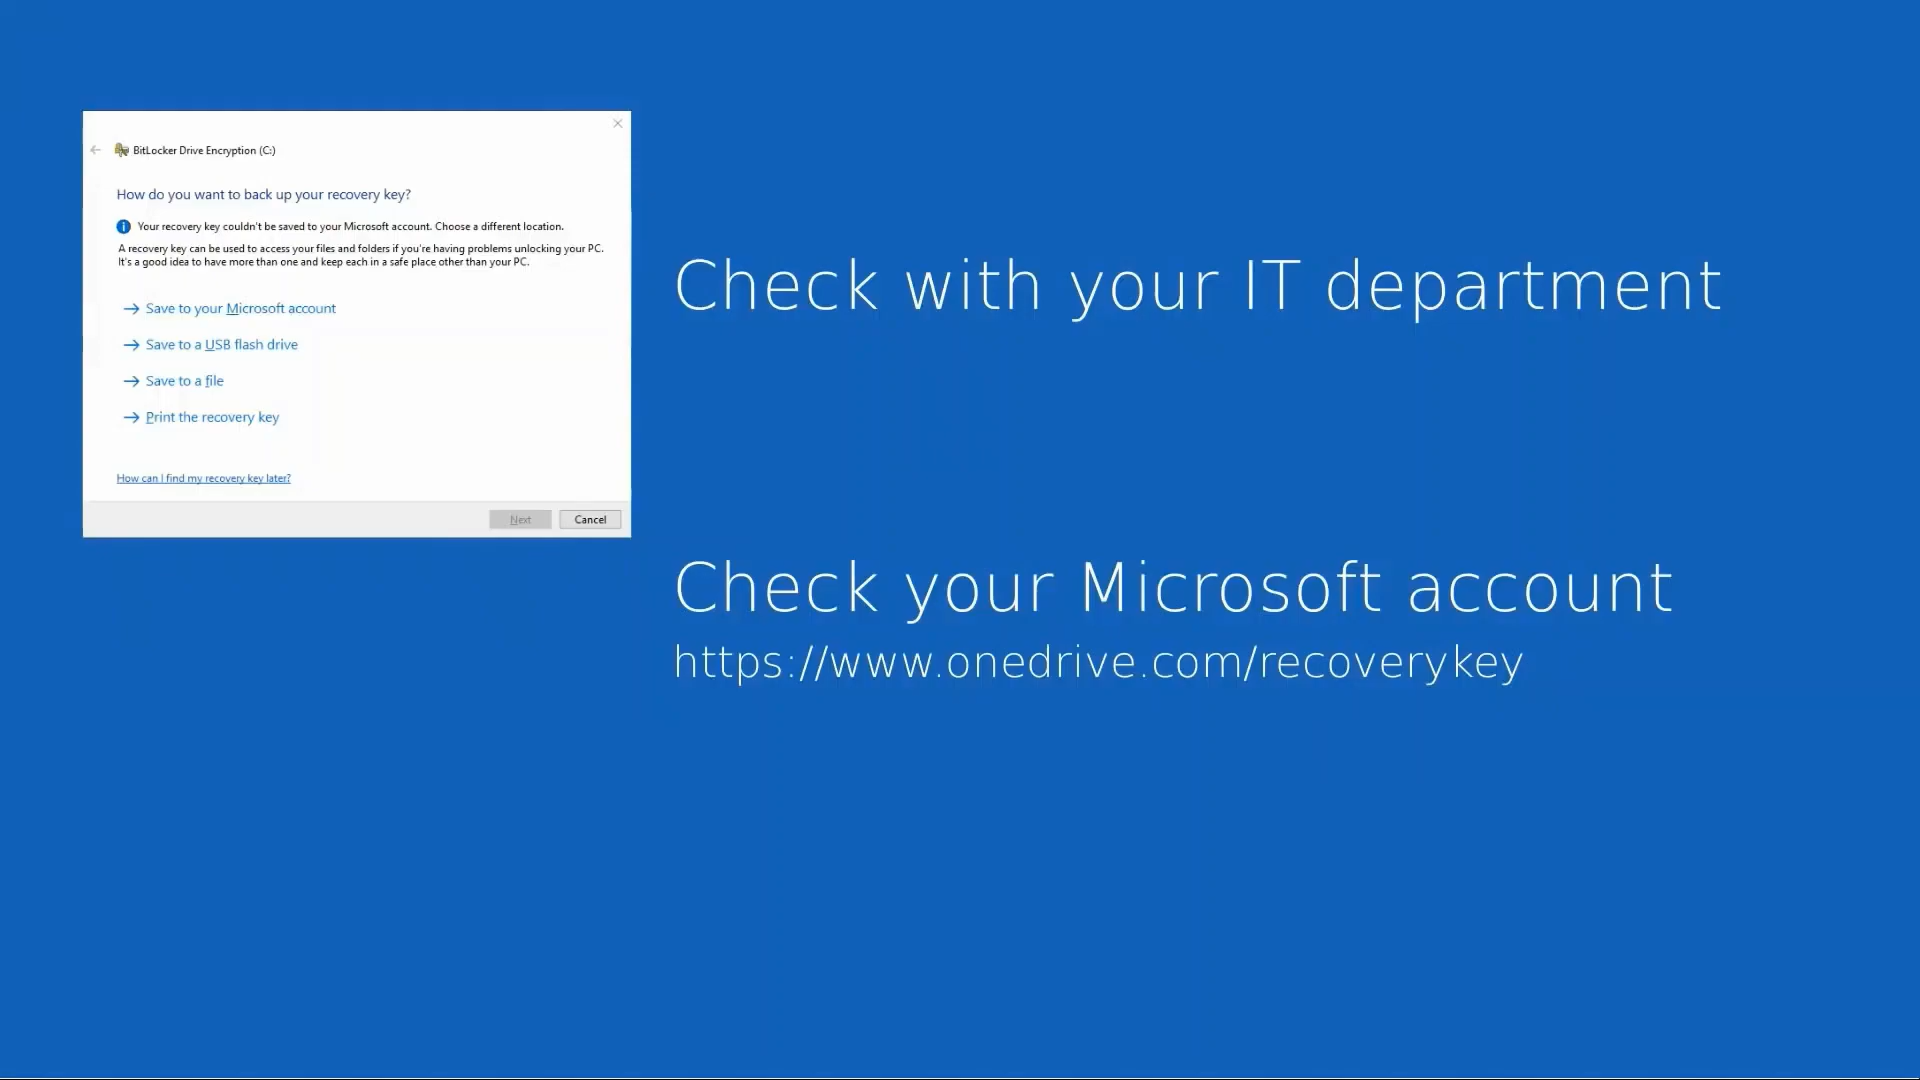 BitLocker Drive Encryption (C:)
How do you want to back up your recovery key?
Your recovery key couldn't be saved to your Microsoft account. Choose a different location.
A recovery key can be used to access your files and folders if you're having problems unlocking your PC.
It's a good idea to have more than one and keep each in a safe place other than your PC.
Save to your Microsoft account
Save to a USB flash drive
Save to a file
Print the recovery key
How can I find my recovery key later?
Next Cancel
Check with your IT department
Check your Microsoft account
https://www.onedrive.com/recoverykey